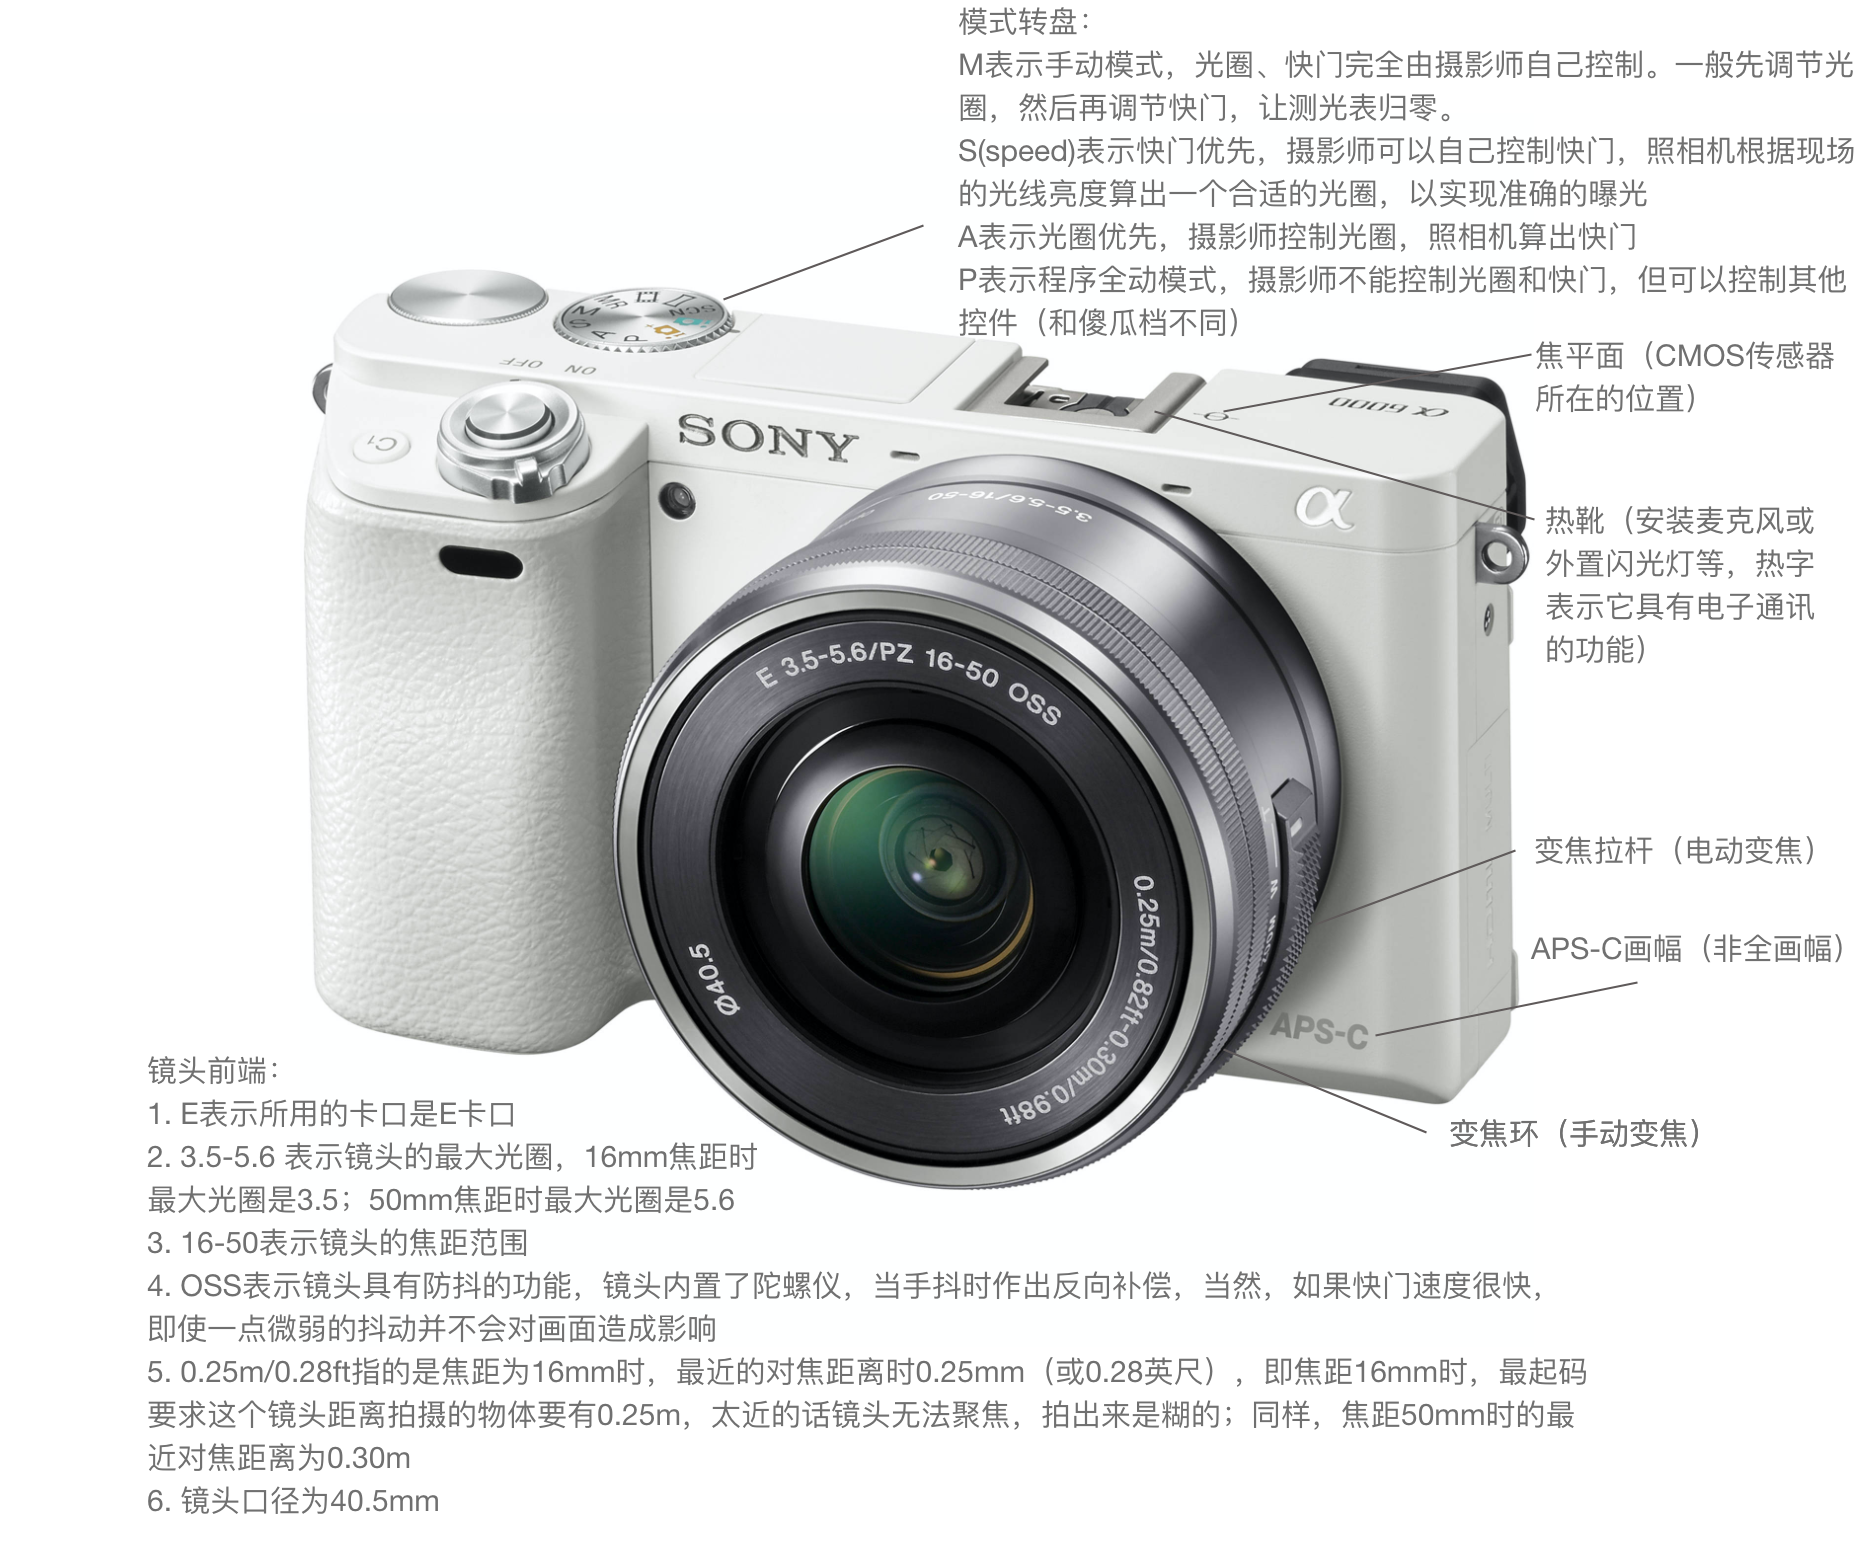 模式转盘：
M表示手动模式，光圈、快门完全由摄影师自己控制。一般先调节光
圈，然后再调节快门，让测光表归零。
S(speed)表示快门优先，摄影师可以自己控制快门，照相机根据现场
的光线亮度算出一个合适的光圈，以实现准确的曝光
A表示光圈优先，摄影师控制光圈，照相机算出快门
P表示程序全动模式，摄影师不能控制光圈和快门，但可以控制其他
控件（和傻瓜档不同）
焦平面（CMOS传感器
所在的位置）
MR
M
S
A
P
SCN
OFF
ON
α6000
C1
SONY
α
热靴（安装麦克风或
外置闪光灯等，热字
表示它具有电子通讯
的功能）
3.5-5.6/16-50
E 3.5-5.6/PZ 16-50 OSS
0.25m/0.82ft-0.30m/0.98ft
Ø40.5
T
W
变焦拉杆（电动变焦）
APS-C画幅（非全画幅）
APS-C
变焦环（手动变焦）
镜头前端：
1. E表示所用的卡口是E卡口
2. 3.5-5.6 表示镜头的最大光圈，16mm焦距时
最大光圈是3.5；50mm焦距时最大光圈是5.6
3. 16-50表示镜头的焦距范围
4. OSS表示镜头具有防抖的功能，镜头内置了陀螺仪，当手抖时作出反向补偿，当然，如果快门速度很快，
即使一点微弱的抖动并不会对画面造成影响
5. 0.25m/0.28ft指的是焦距为16mm时，最近的对焦距离时0.25mm（或0.28英尺），即焦距16mm时，最起码
要求这个镜头距离拍摄的物体要有0.25m，太近的话镜头无法聚焦，拍出来是糊的；同样，焦距50mm时的最
近对焦距离为0.30m
6. 镜头口径为40.5mm